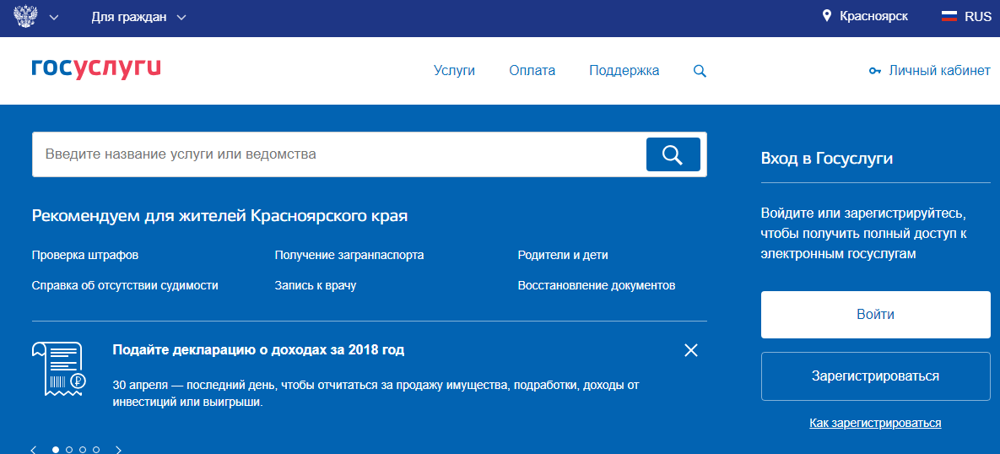 Для граждан
Красноярск
RUS
госуслуги
Услуги
Оплата
Поддержка
Личный кабинет
Введите название услуги или ведомства
Рекомендуем для жителей Красноярского края
Проверка штрафов
Получение загранпаспорта
Родители и дети
Справка об отсутствии судимости
Запись к врачу
Восстановление документов
Подайте декларацию о доходах за 2018 год
30 апреля — последний день, чтобы отчитаться за продажу имущества, подработки, доходы от
инвестиций или выигрыши.
Вход в Госуслуги
Войдите или зарегистрируйтесь,
чтобы получить полный доступ к
электронным госуслугам
Войти
Зарегистрироваться
Как зарегистрироваться